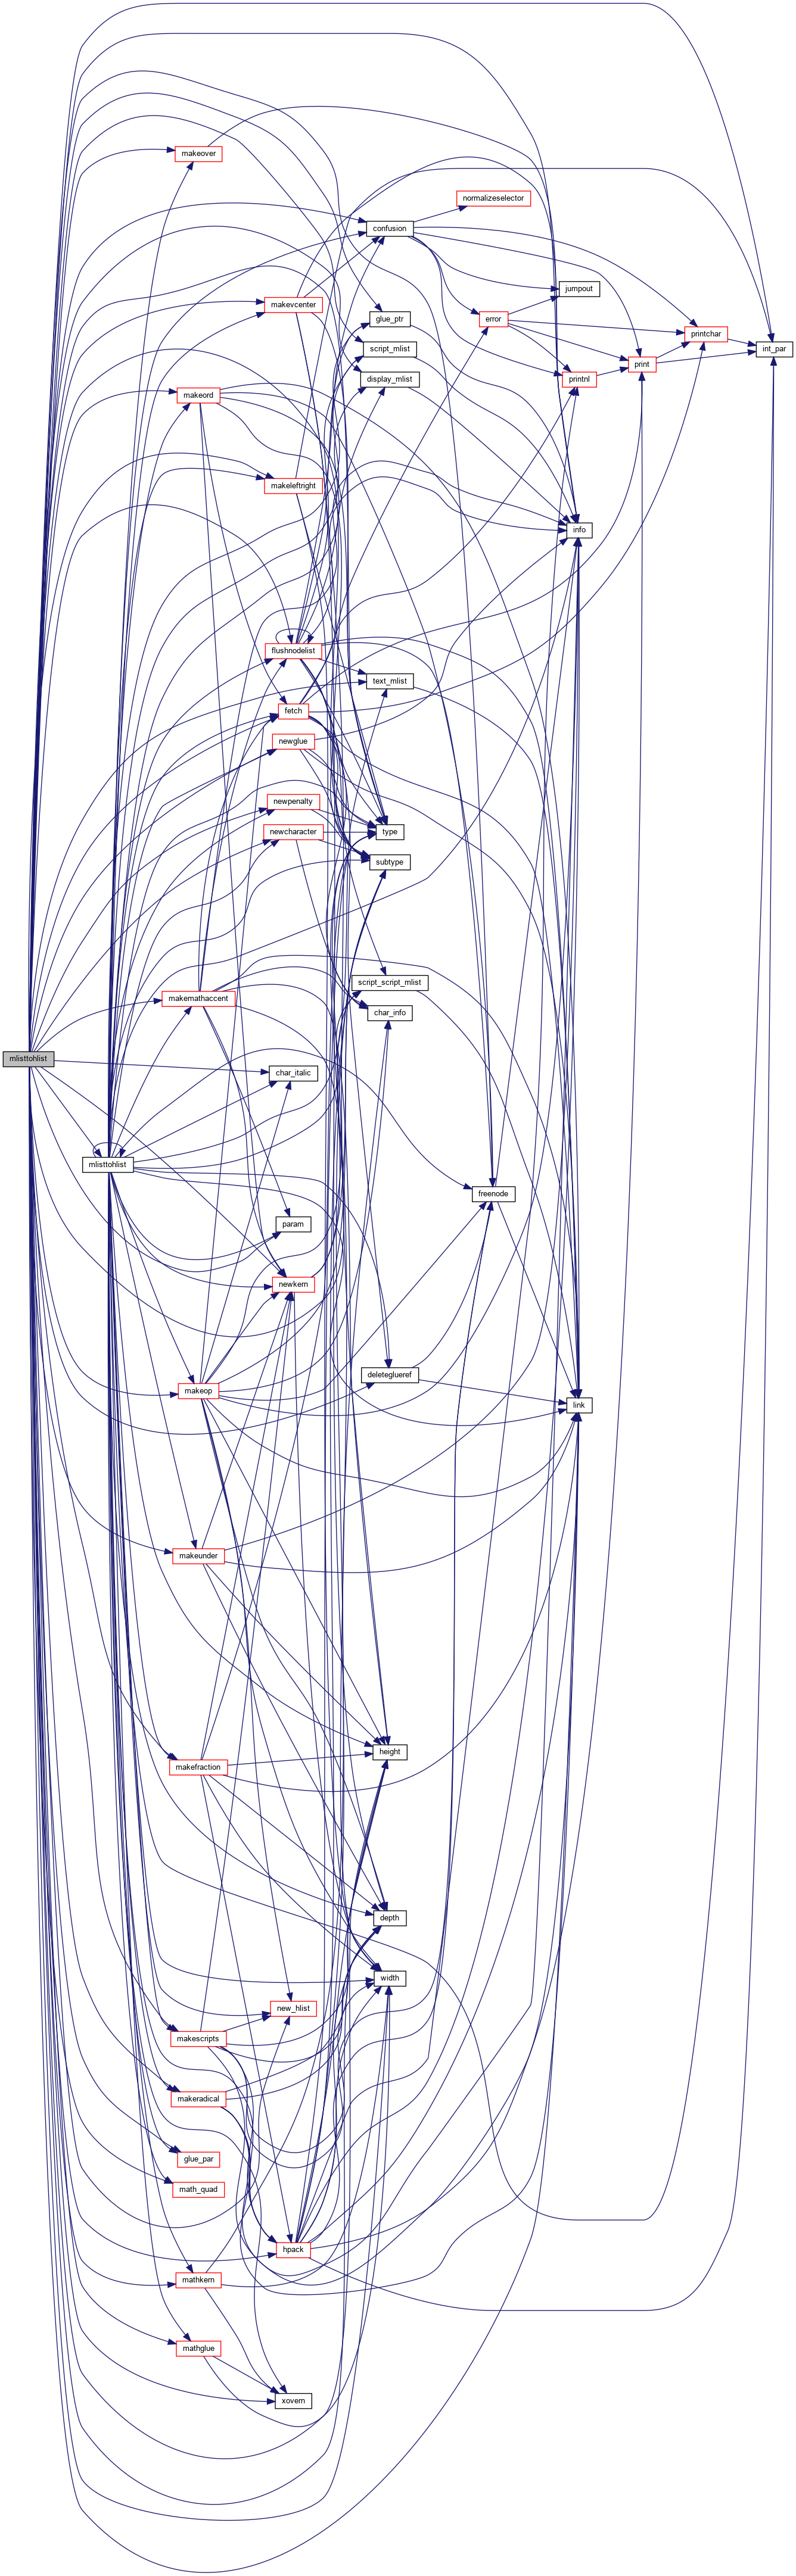 makeover
normalizeselector
confusion
jumpout
makevcenter
glue_ptr
error
printchar
script_mlist
int_par
print
display_mlist
printnl
makeord
makeleftright
info
flushnodelist
text_mlist
fetch
newglue
newpenalty
newcharacter
type
subtype
script_script_mlist
makemathaccent
char_info
mlisttohlist
char_italic
mlisttohlist
freenode
param
newkern
deleteglueref
makeop
link
makeunder
height
makefraction
depth
width
new_hlist
makescripts
makeradical
glue_par
math_quad
hpack
mathkern
mathglue
xovern